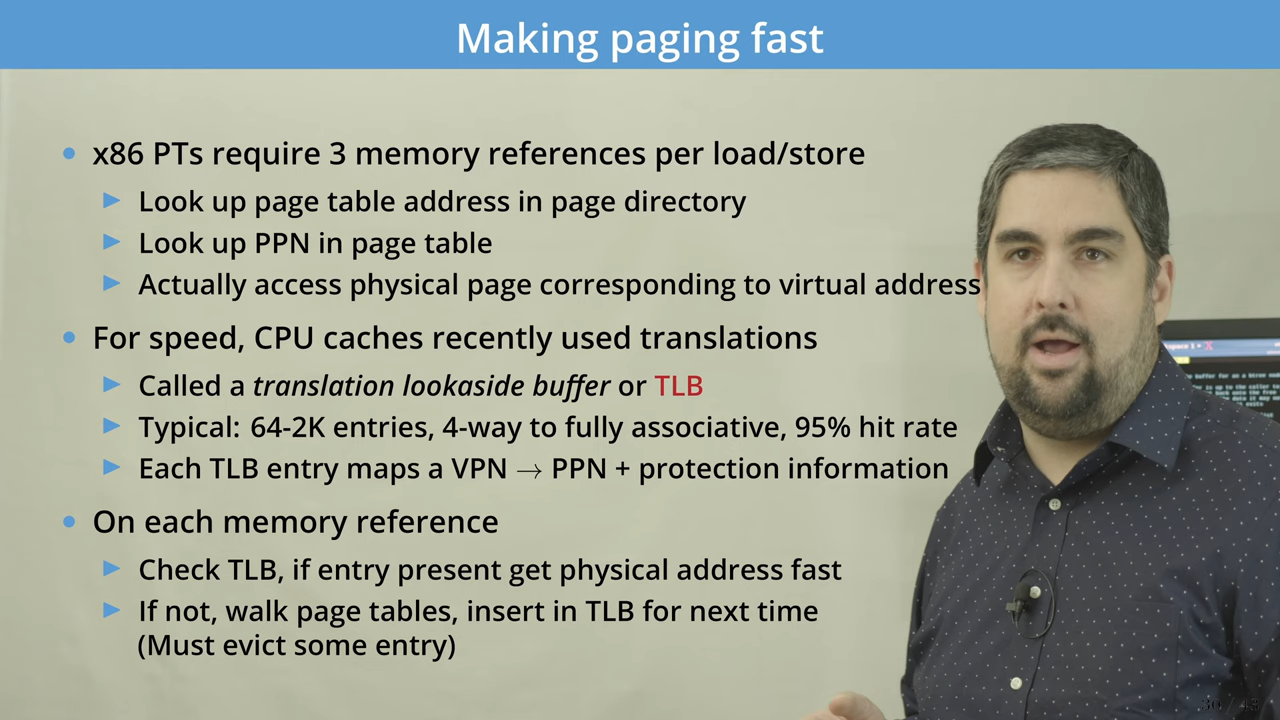 Making paging fast
• x86 PTs require 3 memory references per load/store
▶ Look up page table address in page directory
▶ Look up PPN in page table
▶ Actually access physical page corresponding to virtual address
• For speed, CPU caches recently used translations
▶ Called a translation lookaside buffer or TLB
▶ Typical: 64-2K entries, 4-way to fully associative, 95% hit rate
▶ Each TLB entry maps a VPN → PPN + protection information
• On each memory reference
▶ Check TLB, if entry present get physical address fast
▶ If not, walk page tables, insert in TLB for next time
(Must evict some entry)